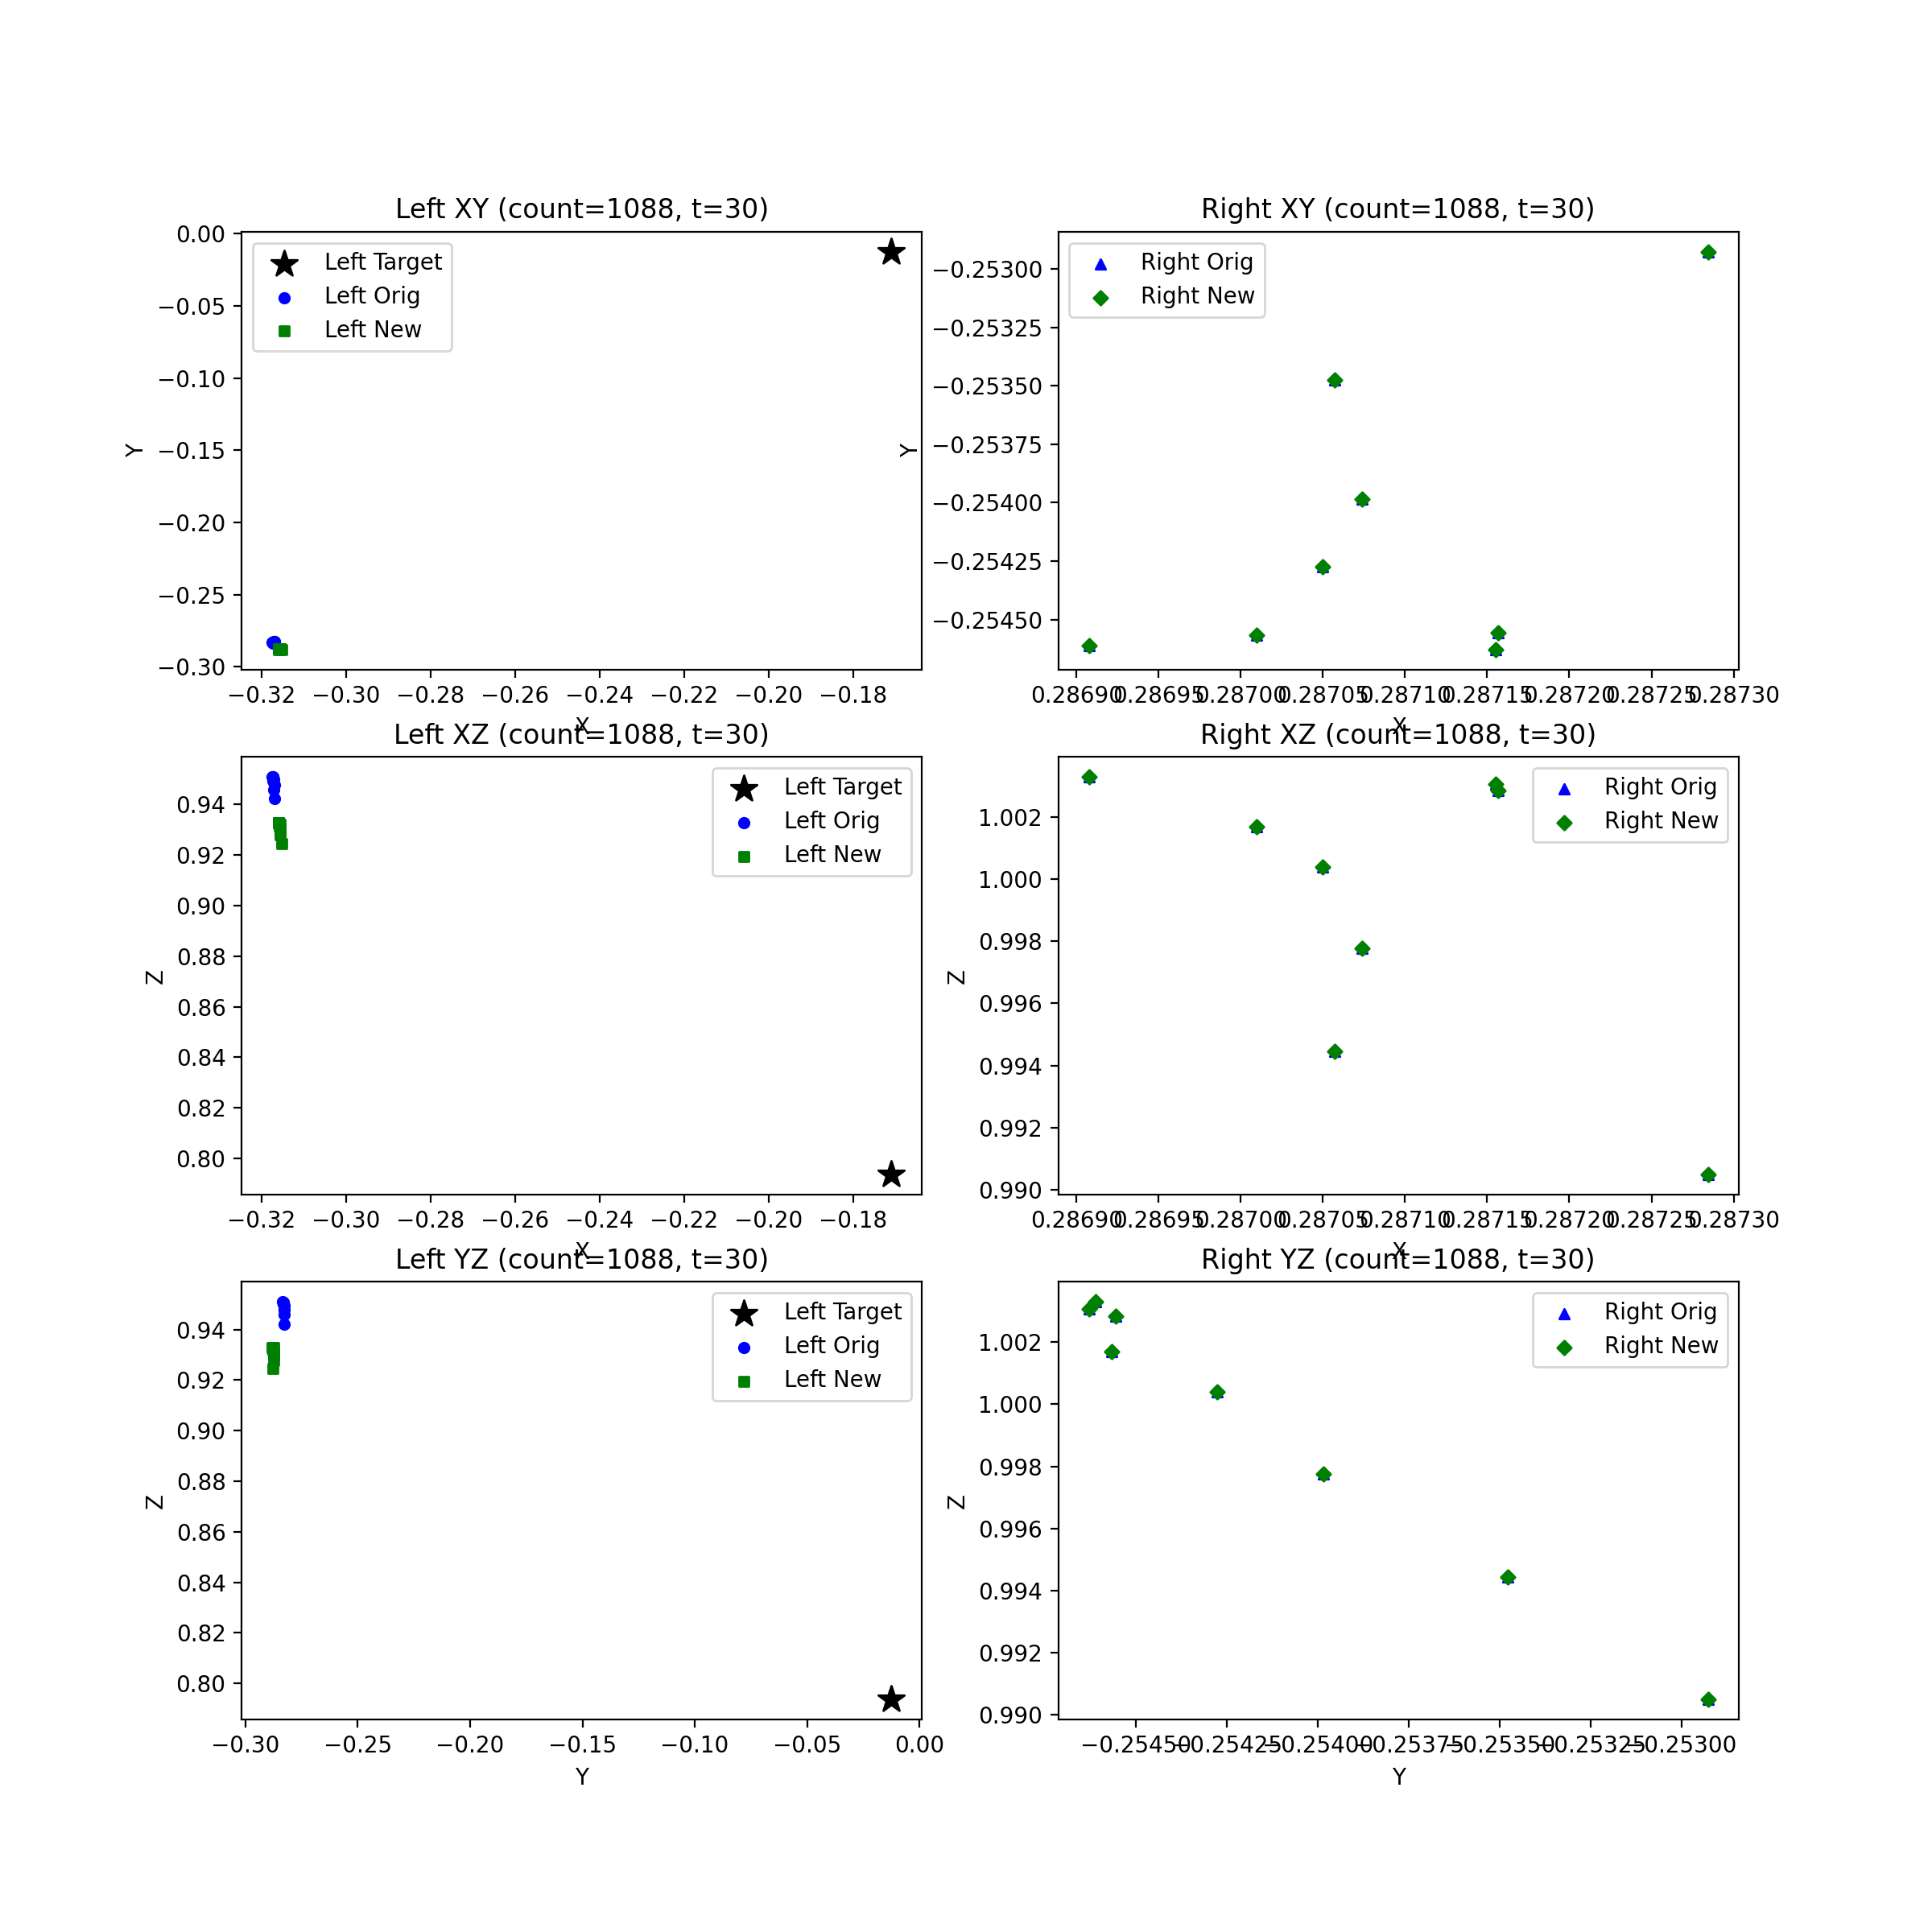 Left XY (count=1088, t=30)
Left Target
Left Orig
Left New
0.00
−0.05
−0.10
−0.15
−0.20
−0.25
−0.30
Y
−0.32 −0.30 −0.28 −0.26 −0.24 −0.22 −0.20 −0.18
X
Right XY (count=1088, t=30)
Right Orig
Right New
−0.25300
−0.25325
−0.25350
−0.25375
−0.25400
−0.25425
−0.25450
Y
0.28690 0.28695 0.28700 0.28705 0.28710 0.28715 0.28720 0.28725 0.28730
X
Left XZ (count=1088, t=30)
Left Target
Left Orig
Left New
0.94
0.92
0.90
0.88
0.86
0.84
0.82
0.80
Z
−0.32 −0.30 −0.28 −0.26 −0.24 −0.22 −0.20 −0.18
X
Right XZ (count=1088, t=30)
Right Orig
Right New
1.002
1.000
0.998
0.996
0.994
0.992
0.990
Z
0.28690 0.28695 0.28700 0.28705 0.28710 0.28715 0.28720 0.28725 0.28730
X
Left YZ (count=1088, t=30)
Left Target
Left Orig
Left New
0.94
0.92
0.90
0.88
0.86
0.84
0.82
0.80
Z
−0.30 −0.25 −0.20 −0.15 −0.10 −0.05 0.00
Y
Right YZ (count=1088, t=30)
Right Orig
Right New
1.002
1.000
0.998
0.996
0.994
0.992
0.990
Z
−0.25450 −0.25425 −0.25400 −0.25375 −0.25350 −0.25325 −0.25300
Y